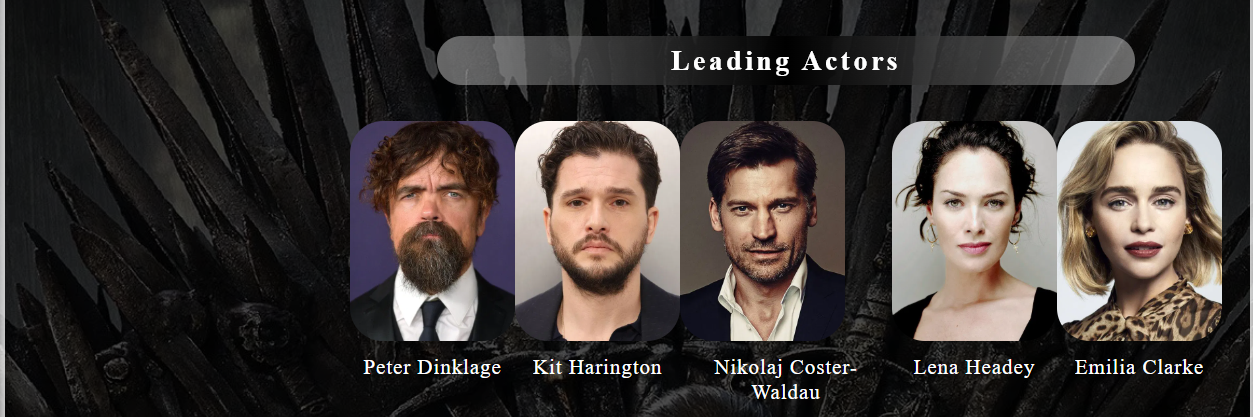 Leading Actors
Peter Dinklage
Kit Harington
Nikolaj Coster-
Waldau
Lena Headey
Emilia Clarke